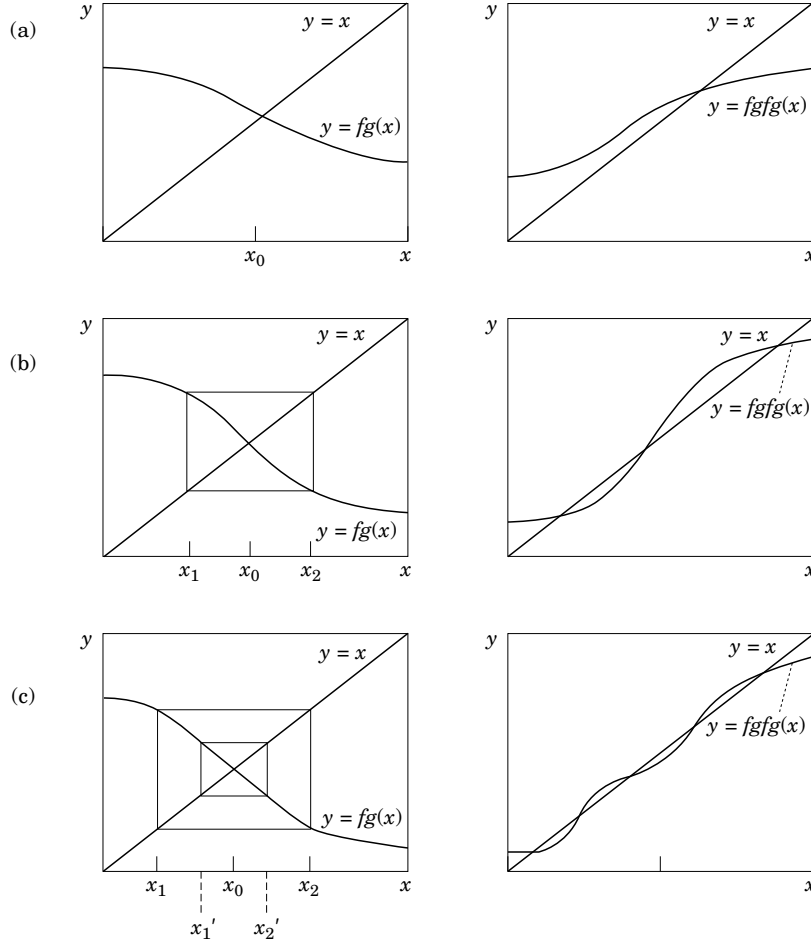 (a)
y
y = x
y = fg(x)
x₀
x
y
y = x
y = fgfg(x)
x
(b)
y
y = x
y = fg(x)
x₁
x₀
x₂
x
y
y = x
y = fgfg(x)
x
(c)
y
y = x
y = fg(x)
x₁
x₀
x₂
x
x₁′
x₂′
y
y = x
y = fgfg(x)
x